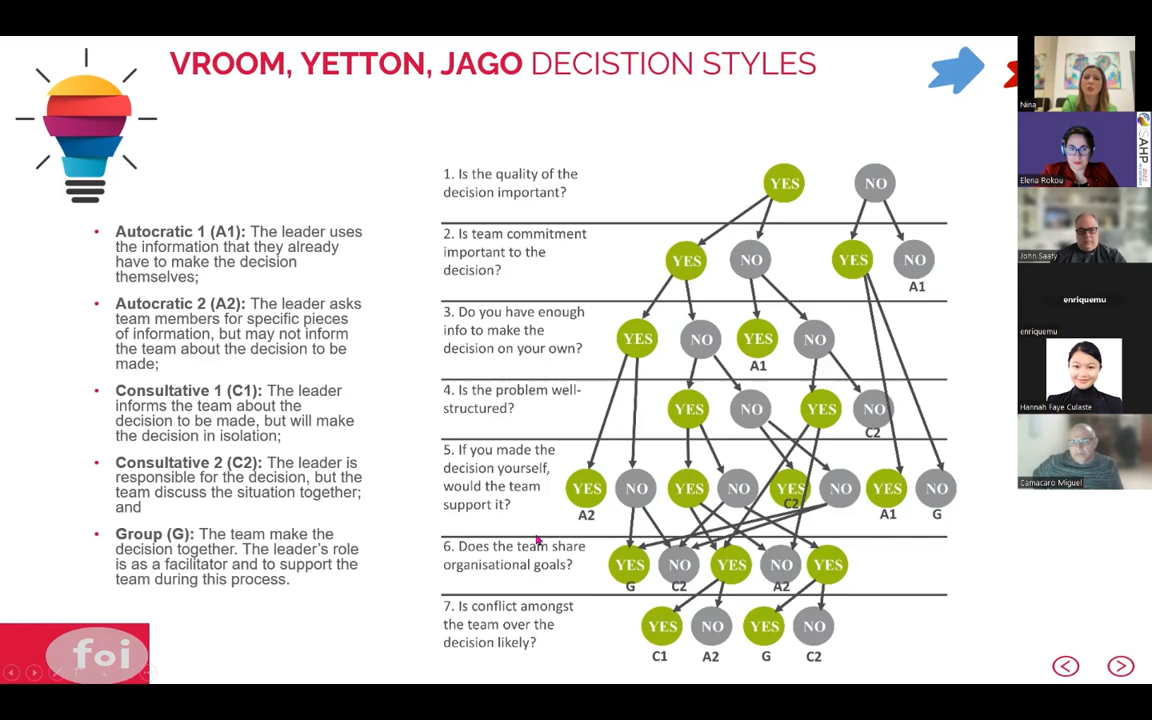 VROOM, YETTON, JAGO DECISTION STYLES
• Autocratic 1 (A1): The leader uses
the information that they already
have to make the decision
themselves;
• Autocratic 2 (A2): The leader asks
team members for specific pieces
of information, but may not inform
the team about the decision to be
made;
• Consultative 1 (C1): The leader
informs the team about the
decision to be made, but will make
the decision in isolation;
• Consultative 2 (C2): The leader is
responsible for the decision, but the
team discuss the situation together;
and
• Group (G): The team make the
decision together. The leader's role
is as a facilitator and to support the
team during this process.
foi
1. Is the quality of the
decision important?
YES NO
2. Is team commitment
important to the
decision?
YES NO YES NO
A1
3. Do you have enough
info to make the
decision on your own?
YES NO YES NO
A1
4. Is the problem well-
structured?
YES NO YES NO
C2
5. If you made the
decision yourself,
would the team
support it?
YES NO YES NO YES NO YES NO
A2 C2 A1 G
6. Does the team share
organisational goals?
YES NO YES NO YES
G C2 A2
7. Is conflict amongst
the team over the
decision likely?
YES NO YES NO
C1 A2 G C2
Nina
Elena Rokou
AHP
John Saaty
enriquemu
enriquemu
Hannah Faye Culaste
Camacaro Miguel